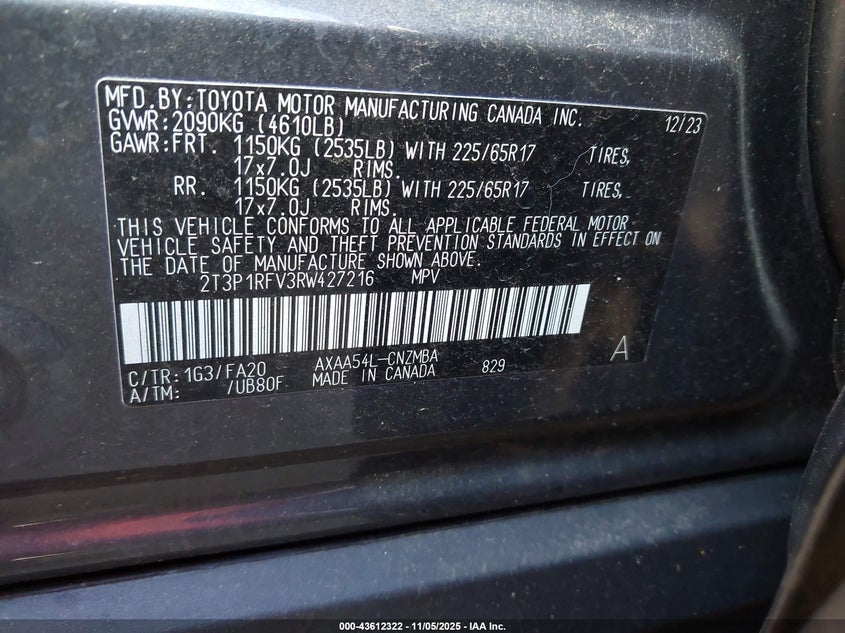 MFD.BY:TOYOTA MOTOR MANUFACTURING CANADA INC. 12/23
GVWR:2090KG (4610LB)
GAWR:FRT. 1150KG (2535LB) WITH 225/65R17 TIRES,
17x7.0J RIMS.
RR. 1150KG (2535LB) WITH 225/65R17 TIRES,
17x7.0J RIMS.
THIS VEHICLE CONFORMS TO ALL APPLICABLE FEDERAL MOTOR
VEHICLE SAFETY AND THEFT PREVENTION STANDARDS IN EFFECT ON
THE DATE OF MANUFACTURE SHOWN ABOVE.
2T3P1RFV3RW427216 MPV
C/TR:1G3/FA20 AXAA54L-CNZMBA 829 A
A/TM: /UB80F MADE IN CANADA
000-43612322 - 11/05/2025 - IAA Inc.